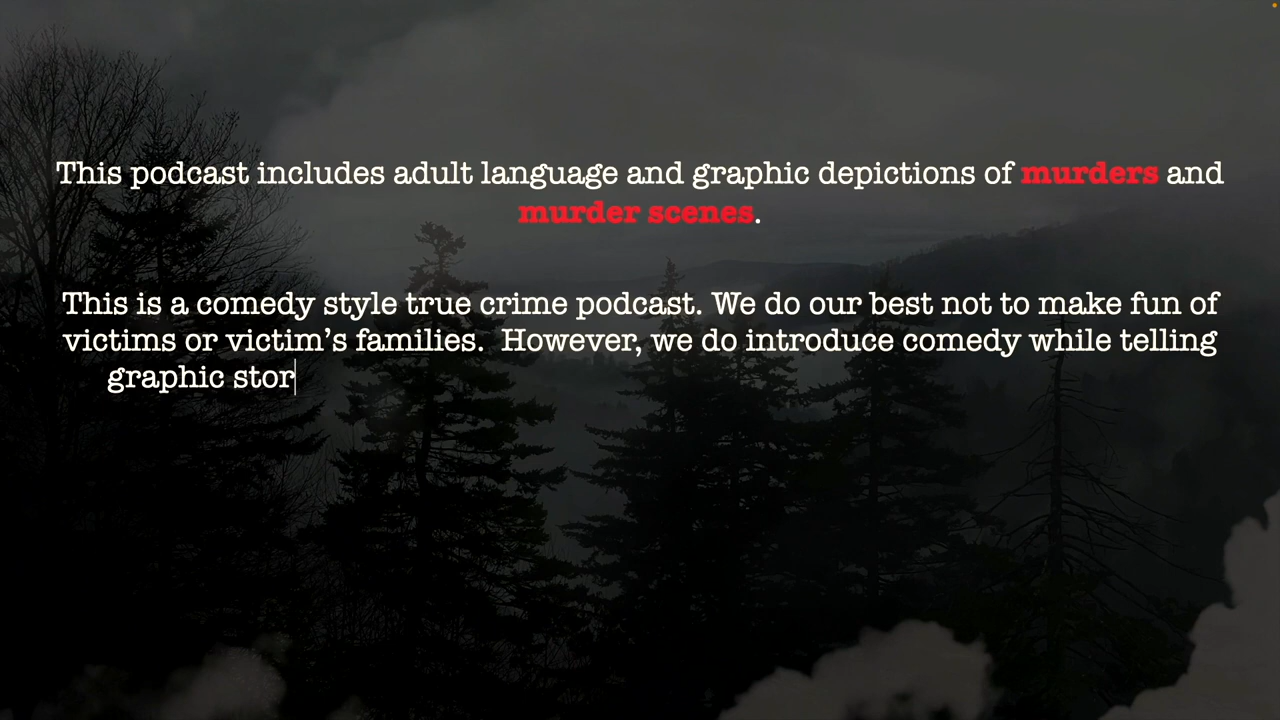 This podcast includes adult language and graphic depictions of murders and
murder scenes.
This is a comedy style true crime podcast. We do our best not to make fun of
victims or victim’s families.  However, we do introduce comedy while telling
graphic stor